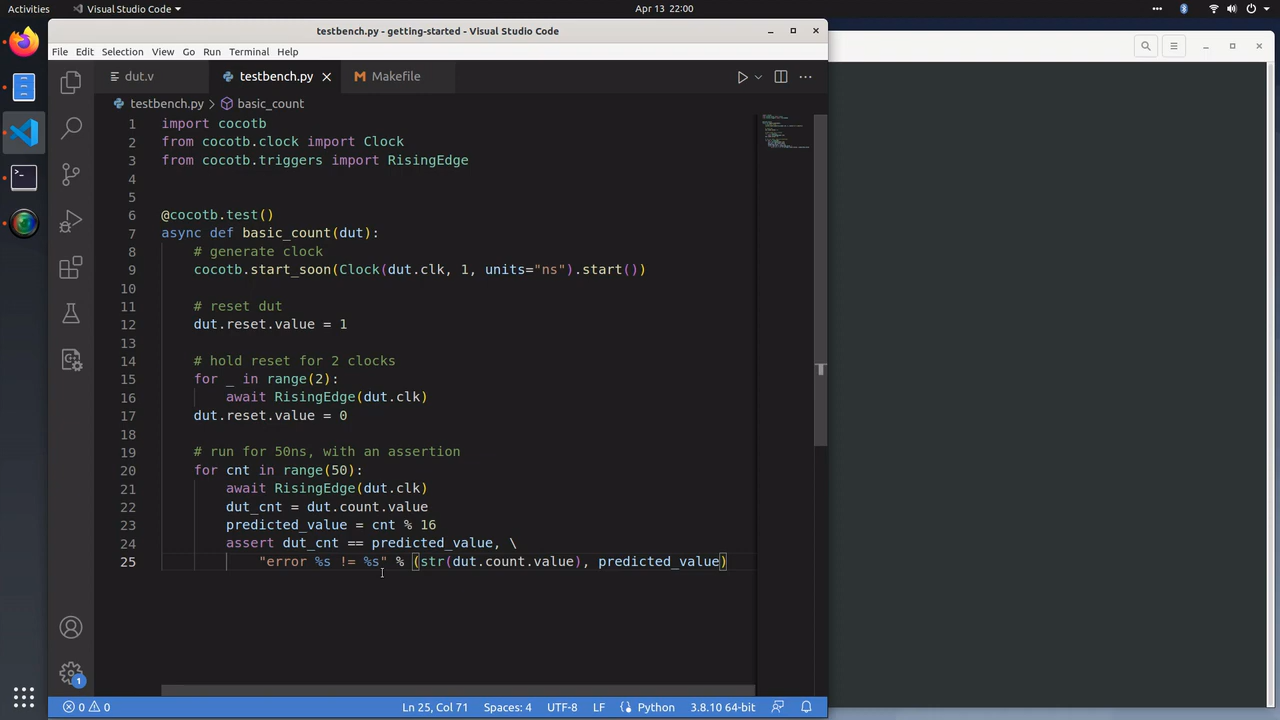 Activities
Visual Studio Code
Apr 13 22:00
testbench.py - getting-started - Visual Studio Code
File Edit Selection View Go Run Terminal Help
dut.v
testbench.py
M Makefile
testbench.py > basic_count
1 import cocotb
2 from cocotb.clock import Clock
3 from cocotb.triggers import RisingEdge
4
5
6 @cocotb.test()
7 async def basic_count(dut):
8 # generate clock
9 cocotb.start_soon(Clock(dut.clk, 1, units="ns").start())
10
11 # reset dut
12 dut.reset.value = 1
13
14 # hold reset for 2 clocks
15 for _ in range(2):
16 await RisingEdge(dut.clk)
17 dut.reset.value = 0
18
19 # run for 50ns, with an assertion
20 for cnt in range(50):
21 await RisingEdge(dut.clk)
22 dut_cnt = dut.count.value
23 predicted_value = cnt % 16
24 assert dut_cnt == predicted_value, \
25 "error %s != %s" % (str(dut.count.value), predicted_value)
1
0 0 Ln 25, Col 71 Spaces: 4 UTF-8 LF Python 3.8.10 64-bit